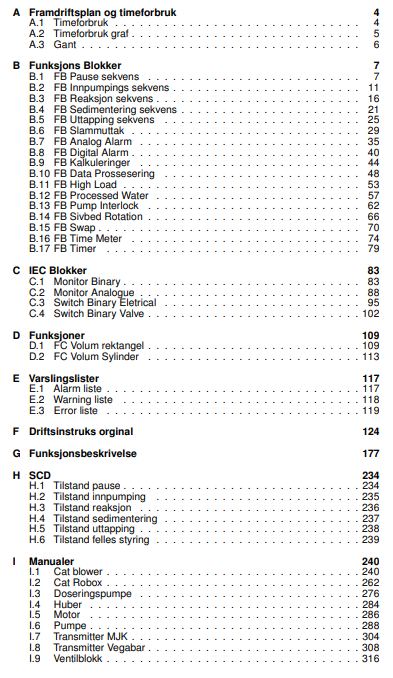 A Framdriftsplan og timeforbruk 4
A.1 Timeforbruk . . . . . . . . . . . . . . . . . . . . . . . . . . . . . . 4
A.2 Timeforbruk graf . . . . . . . . . . . . . . . . . . . . . . . . . . . . 5
A.3 Gant . . . . . . . . . . . . . . . . . . . . . . . . . . . . . . . . . . 6
B Funksjons Blokker 7
B.1 FB Pause sekvens . . . . . . . . . . . . . . . . . . . . . . . . . . . 7
B.2 FB Innpumpings sekvens . . . . . . . . . . . . . . . . . . . . . . . 11
B.3 FB Reaksjon sekvens . . . . . . . . . . . . . . . . . . . . . . . . . 16
B.4 FB Sedimentering sekvens . . . . . . . . . . . . . . . . . . . . . . 21
B.5 FB Uttapping sekvens . . . . . . . . . . . . . . . . . . . . . . . . . 25
B.6 FB Slammuttak . . . . . . . . . . . . . . . . . . . . . . . . . . . . 29
B.7 FB Analog Alarm . . . . . . . . . . . . . . . . . . . . . . . . . . . 35
B.8 FB Digital Alarm . . . . . . . . . . . . . . . . . . . . . . . . . . . . 40
B.9 FB Kalkuleringer . . . . . . . . . . . . . . . . . . . . . . . . . . . 44
B.10 FB Data Prossesering . . . . . . . . . . . . . . . . . . . . . . . . 48
B.11 FB High Load . . . . . . . . . . . . . . . . . . . . . . . . . . . . . 53
B.12 FB Processed Water . . . . . . . . . . . . . . . . . . . . . . . . . 57
B.13 FB Pump Interlock . . . . . . . . . . . . . . . . . . . . . . . . . . 62
B.14 FB Sivbed Rotation . . . . . . . . . . . . . . . . . . . . . . . . . . 66
B.15 FB Swap . . . . . . . . . . . . . . . . . . . . . . . . . . . . . . . . 70
B.16 FB Time Meter . . . . . . . . . . . . . . . . . . . . . . . . . . . . 74
B.17 FB Timer . . . . . . . . . . . . . . . . . . . . . . . . . . . . . . . 79
C IEC Blokker 83
C.1 Monitor Binary . . . . . . . . . . . . . . . . . . . . . . . . . . . . . 83
C.2 Monitor Analogue . . . . . . . . . . . . . . . . . . . . . . . . . . . 88
C.3 Switch Binary Eletrical . . . . . . . . . . . . . . . . . . . . . . . . 95
C.4 Switch Binary Valve . . . . . . . . . . . . . . . . . . . . . . . . . . 102
D Funksjoner 109
D.1 FC Volum rektangel . . . . . . . . . . . . . . . . . . . . . . . . . . 109
D.2 FC Volum Sylinder . . . . . . . . . . . . . . . . . . . . . . . . . . 113
E Varslingslister 117
E.1 Alarm liste . . . . . . . . . . . . . . . . . . . . . . . . . . . . . . . 117
E.2 Warning liste . . . . . . . . . . . . . . . . . . . . . . . . . . . . . . 118
E.3 Error liste . . . . . . . . . . . . . . . . . . . . . . . . . . . . . . . 119
F Driftsinstruks orginal 124
G Funksjonsbeskrivelse 177
H SCD 234
H.1 Tilstand pause . . . . . . . . . . . . . . . . . . . . . . . . . . . . . 234
H.2 Tilstand innpumping . . . . . . . . . . . . . . . . . . . . . . . . . 235
H.3 Tilstand reaksjon . . . . . . . . . . . . . . . . . . . . . . . . . . . 236
H.4 Tilstand sedimentering . . . . . . . . . . . . . . . . . . . . . . . . 237
H.5 Tilstand uttapping . . . . . . . . . . . . . . . . . . . . . . . . . . . 238
H.6 Tilstand felles styring . . . . . . . . . . . . . . . . . . . . . . . . . 239
I Manualer 240
I.1 Cat blower . . . . . . . . . . . . . . . . . . . . . . . . . . . . . . . 240
I.2 Cat Robox . . . . . . . . . . . . . . . . . . . . . . . . . . . . . . . 262
I.3 Doseringspumpe . . . . . . . . . . . . . . . . . . . . . . . . . . . 276
I.4 Huber . . . . . . . . . . . . . . . . . . . . . . . . . . . . . . . . . 284
I.5 Motor . . . . . . . . . . . . . . . . . . . . . . . . . . . . . . . . . . 286
I.6 Pumpe . . . . . . . . . . . . . . . . . . . . . . . . . . . . . . . . . 288
I.7 Transmitter MJK . . . . . . . . . . . . . . . . . . . . . . . . . . . . 304
I.8 Transmitter Vegabar . . . . . . . . . . . . . . . . . . . . . . . . . . 308
I.9 Ventilblokk . . . . . . . . . . . . . . . . . . . . . . . . . . . . . . . 316